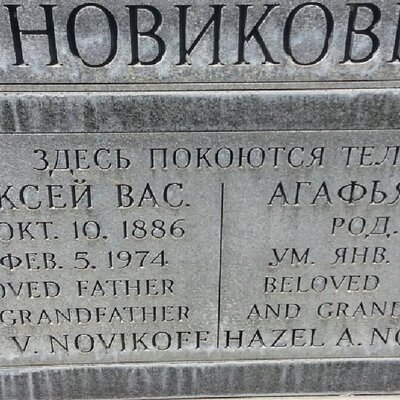 НОВИКОВ
ЗДЕСЬ ПОКОЮТСЯ ТЕЛ
КСЕЙ ВАС. АГАФЬЯ
ОКТ. 10, 1886 РОД.
ФЕВ. 5, 1974 УМ. ЯНВ.
OVED FATHER BELOVED
GRANDFATHER AND GRAND
V. NOVIKOFF HAZEL A. NO